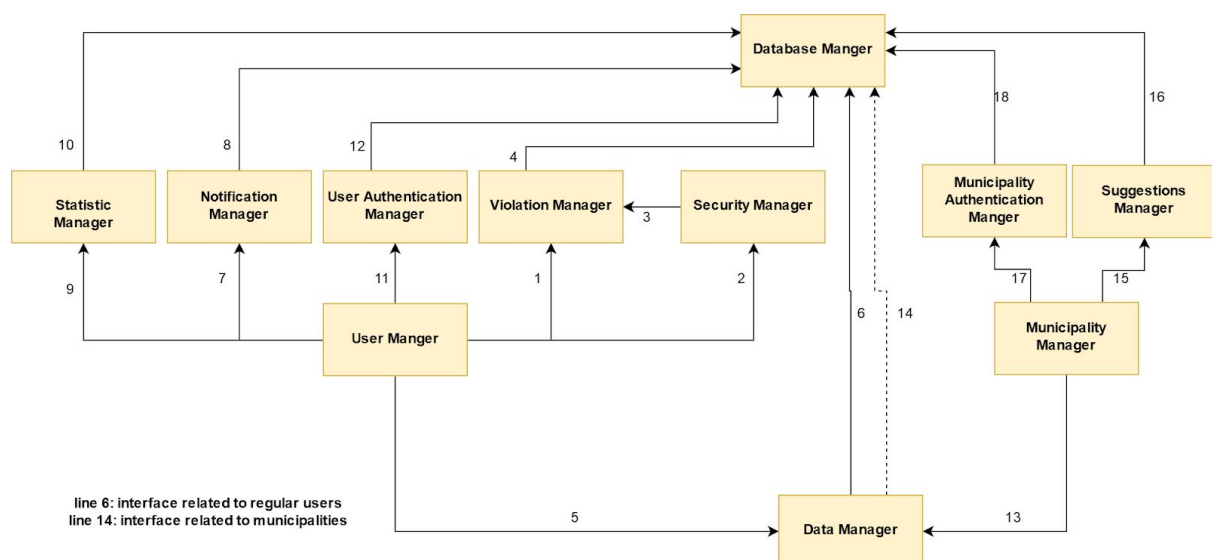 Database Manger
10
8
12
4
18
16
Statistic
Manager
Notification
Manager
User Authentication
Manager
Violation Manager
3
Security Manager
Municipality
Authentication
Manger
Suggestions
Manager
9
7
11
1
2
17
15
User Manger
6
14
Municipality
Manager
line 6: interface related to regular users
line 14: interface related to municipalities
5
Data Manager
13